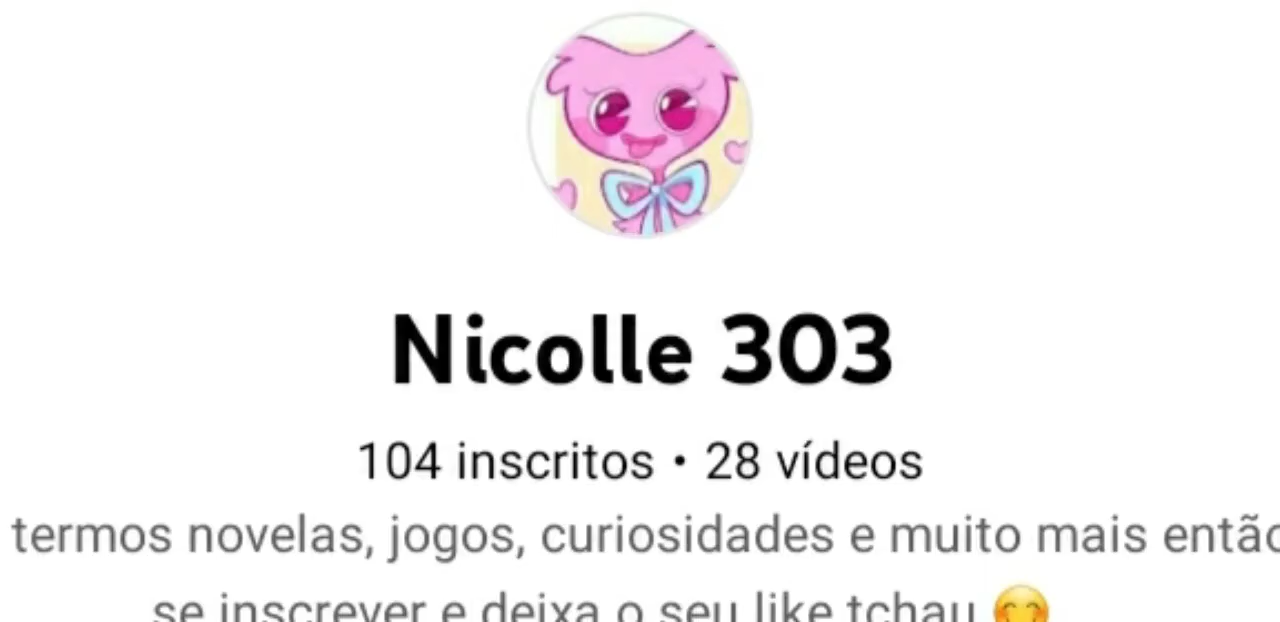 Nicolle 303
104 inscritos • 28 vídeos
termos novelas, jogos, curiosidades e muito mais então
se inscrever e deixa o seu like tchau 😊